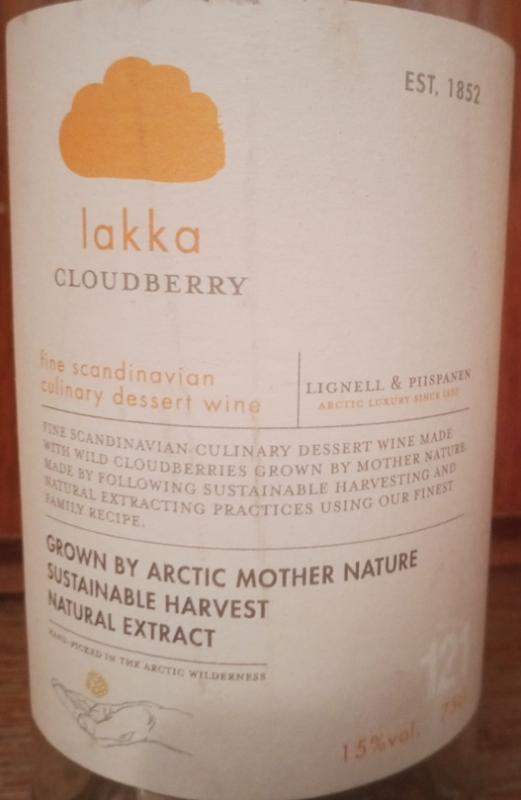 EST. 1852
lakka
CLOUDBERRY
fine scandinavian
culinary dessert wine
LIGNELL & PIISPANEN
ARCTIC LUXURY SINCE 1852
FINE SCANDINAVIAN CULINARY DESSERT WINE MADE
WITH WILD CLOUDBERRIES GROWN BY MOTHER NATURE
MADE BY FOLLOWING SUSTAINABLE HARVESTING AND
NATURAL EXTRACTING PRACTICES USING OUR FINEST
FAMILY RECIPE.
GROWN BY ARCTIC MOTHER NATURE
SUSTAINABLE HARVEST
NATURAL EXTRACT
HAND-PICKED IN THE ARCTIC WILDERNESS
121
15%vol.